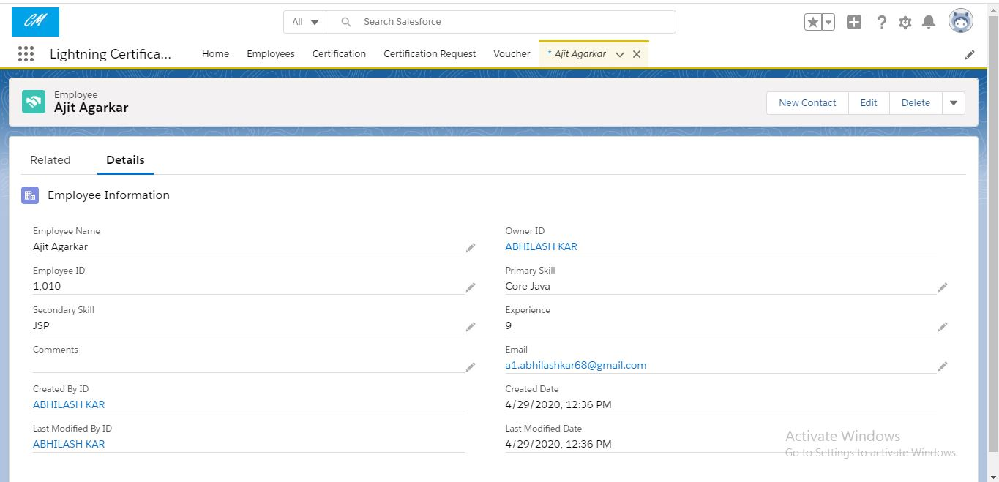 CM
All
Search Salesforce
Lightning Certifica...
Home
Employees
Certification
Certification Request
Voucher
* Ajit Agarkar
Employee
Ajit Agarkar
New Contact
Edit
Delete
Related
Details
Employee Information
Employee Name
Ajit Agarkar
Owner ID
ABHILASH KAR
Employee ID
1,010
Primary Skill
Core Java
Secondary Skill
JSP
Experience
9
Comments
Email
a1.abhilashkar68@gmail.com
Created By ID
ABHILASH KAR
Created Date
4/29/2020, 12:36 PM
Last Modified By ID
ABHILASH KAR
Last Modified Date
4/29/2020, 12:36 PM
Activate Windows
Go to Settings to activate Windows.